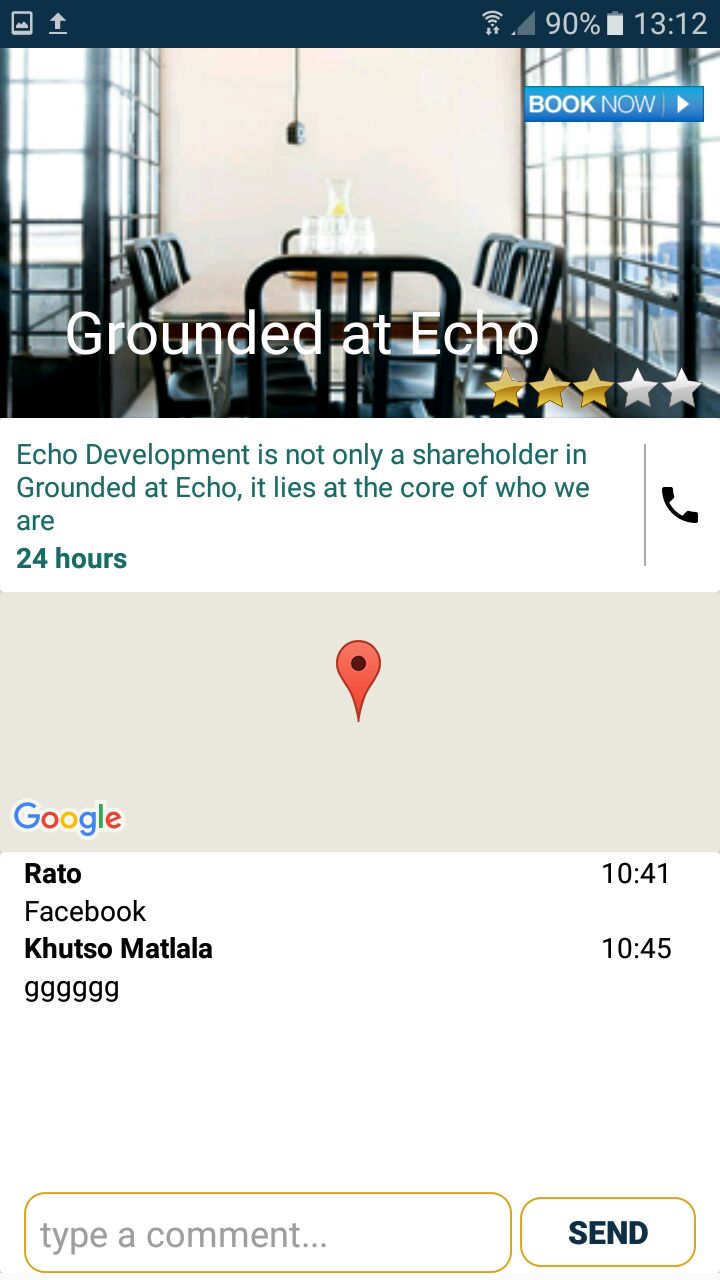 90% 13:12
BOOK NOW
Grounded at Echo
Echo Development is not only a shareholder in
Grounded at Echo, it lies at the core of who we
are
24 hours
Google
Rato 10:41
Facebook
Khutso Matlala 10:45
gggggg
type a comment...
SEND